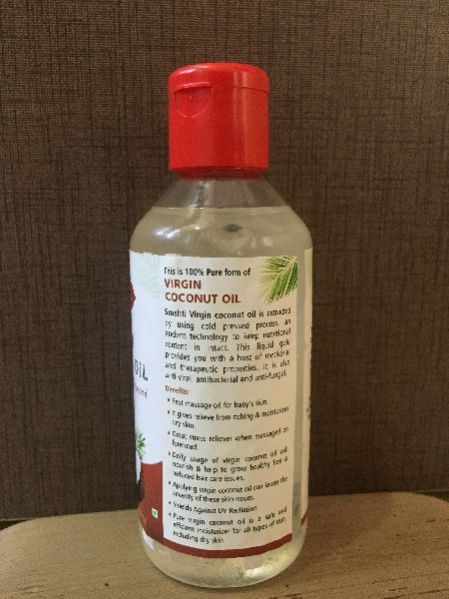 This is 100% Pure form of
VIRGIN
COCONUT OIL
Srushti Virgin coconut oil is extracted
by using cold pressed process, an
ancient technology to keep nutritional
content in intact. This liquid gold
provides you with a host of medicinal
and therapeutic properties. It is also
anti viral, antibacterial and anti-fungal.
Benefits:
• Best massage oil for baby's skin.
• It gives relieve from itching & moisturizes
dry skin.
• Great stress reliever when massaged on
forehead.
• Daily usage of virgin coconut oil will
nourish & help to grow healthy hair &
reduced hair care issues.
• Applying virgin coconut oil can lower the
severity of these skin issues.
• Shields Against UV Radiation
• Pure virgin coconut oil is a safe and
efficient moisturizer for all types of skin
including dry skin.
OIL